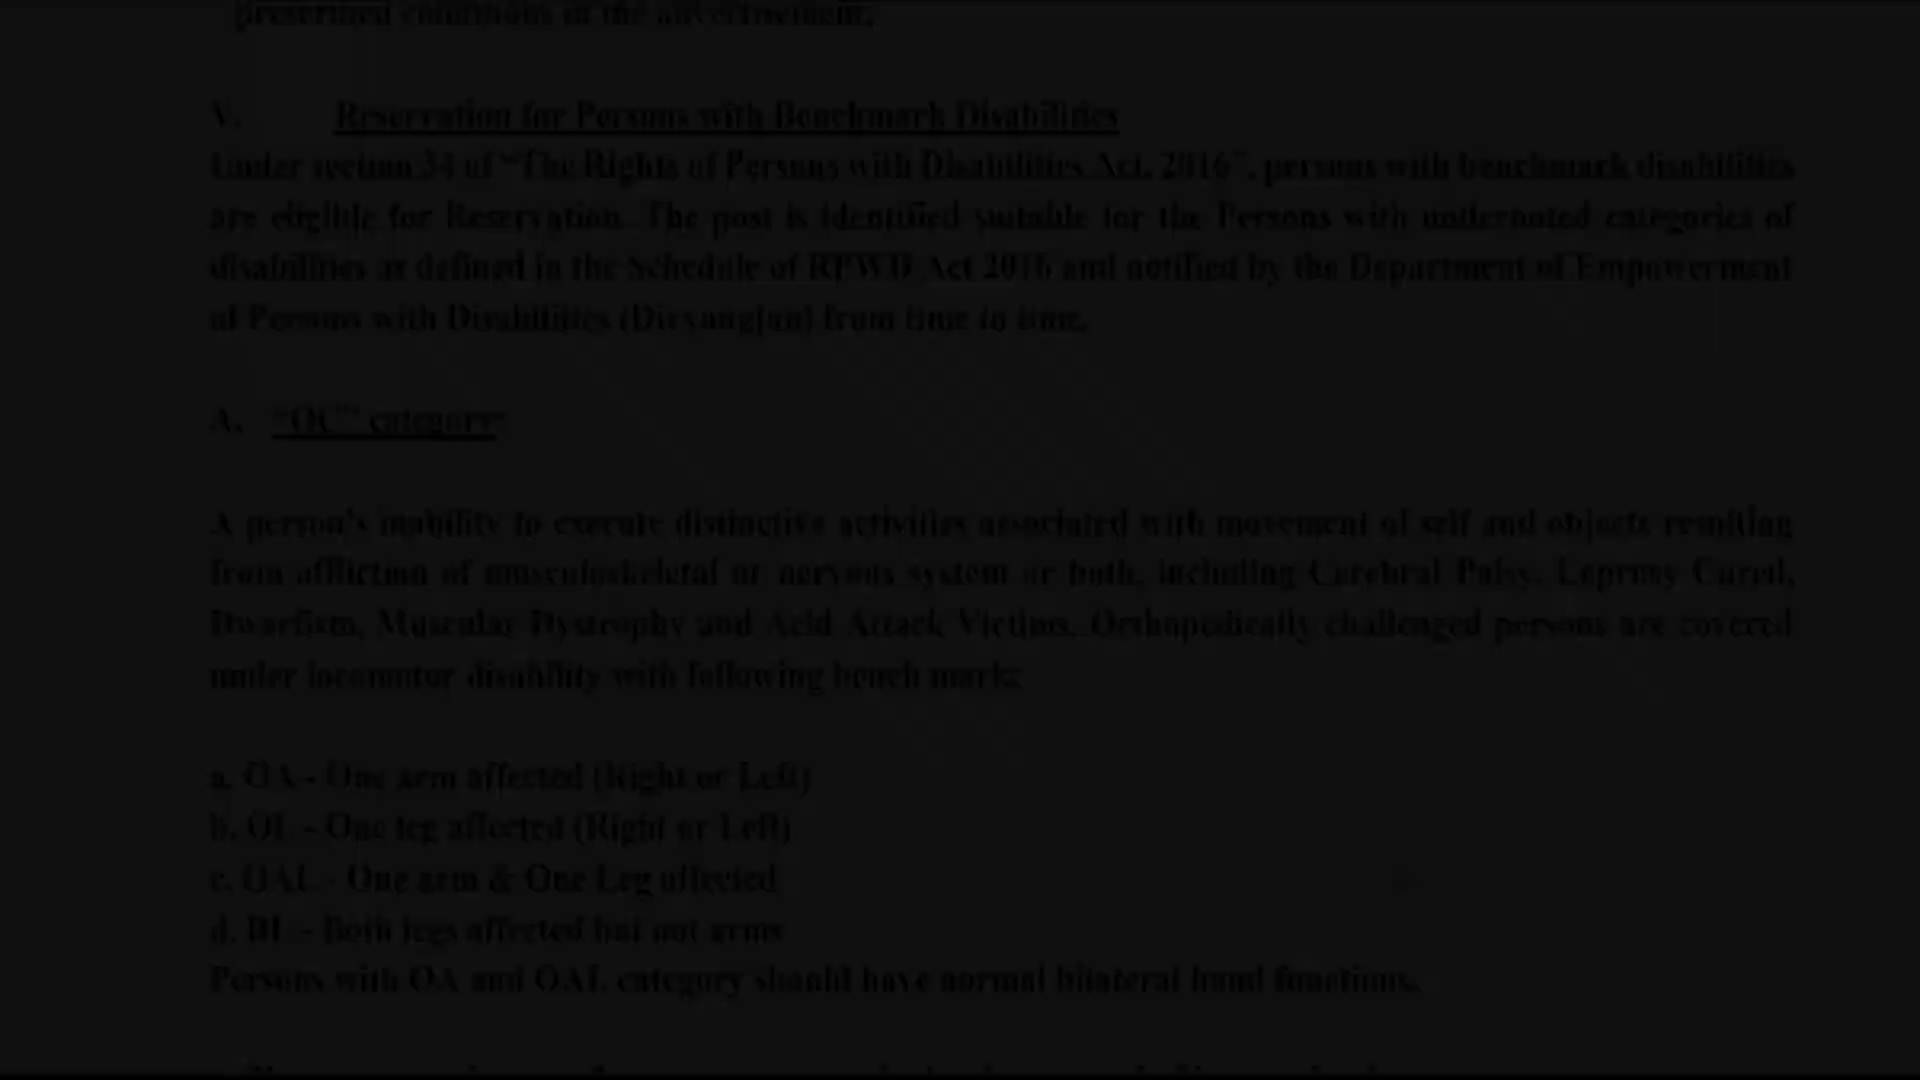 prescribed conditions in the advertisement.
V. Reservation for Persons with Benchmark Disabilities
Under section 34 of “The Rights of Persons with Disabilities Act, 2016”, persons with benchmark disabilities
are eligible for Reservation. The post is identified suitable for the Persons with undernoted categories of
disabilities as defined in the Schedule of RPWD Act 2016 and notified by the Department of Empowerment
of Persons with Disabilities (Divyangjan) from time to time.
A. “OC” category:
A person's inability to execute distinctive activities associated with movement of self and objects resulting
from affliction of musculoskeletal or nervous system or both, including Cerebral Palsy, Leprosy Cured,
Dwarfism, Muscular Dystrophy and Acid Attack Victims. Orthopedically challenged persons are covered
under locomotor disability with following bench mark:
a. OA - One arm affected (Right or Left)
b. OL - One leg affected (Right or Left)
c. OAL - One arm & One Leg affected
d. BL – Both legs affected but not arms
Persons with OA and OAL category should have normal bilateral hand functions.